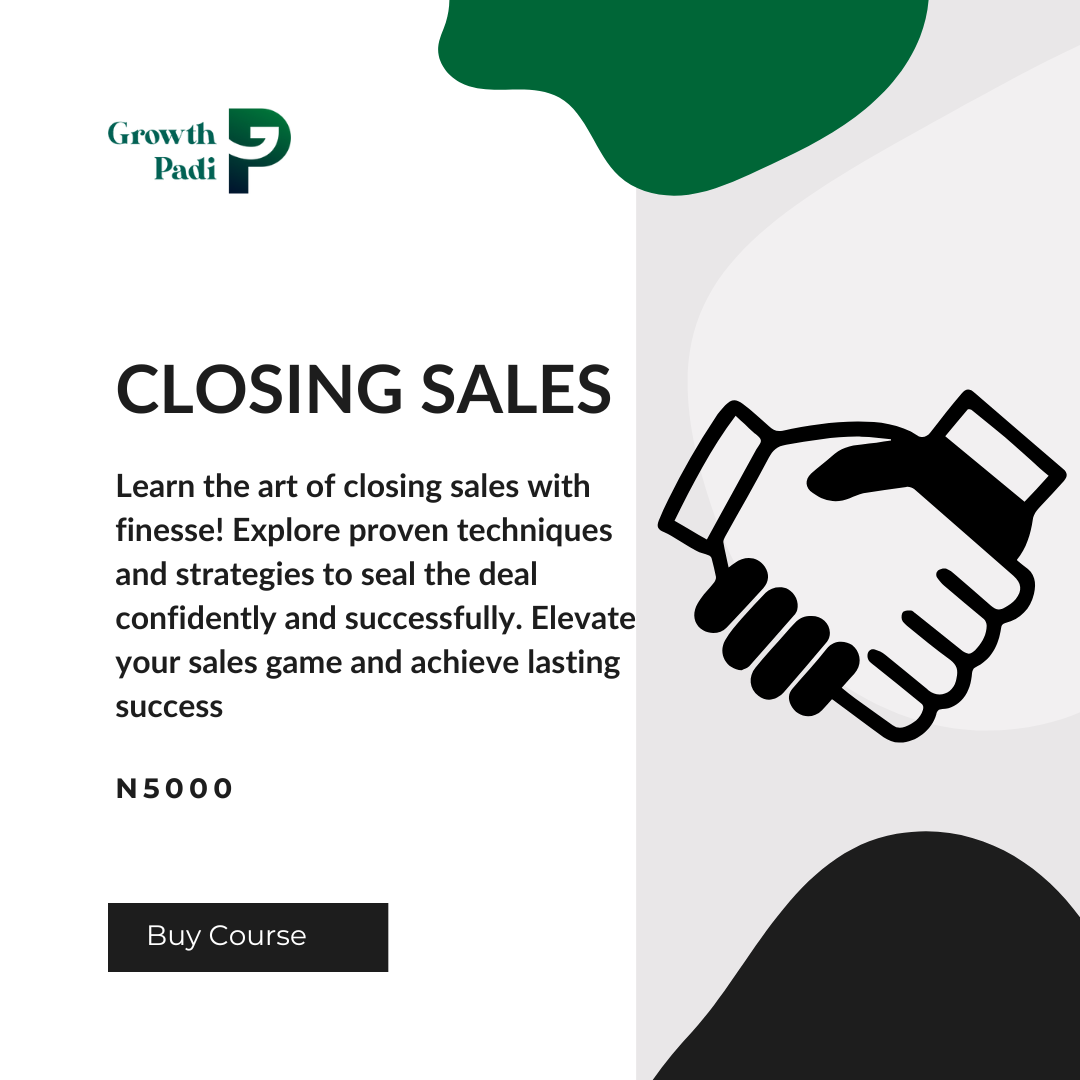 Growth
Padi
CLOSING SALES
Learn the art of closing sales with
finesse! Explore proven techniques
and strategies to seal the deal
confidently and successfully. Elevate
your sales game and achieve lasting
success
N5000
Buy Course